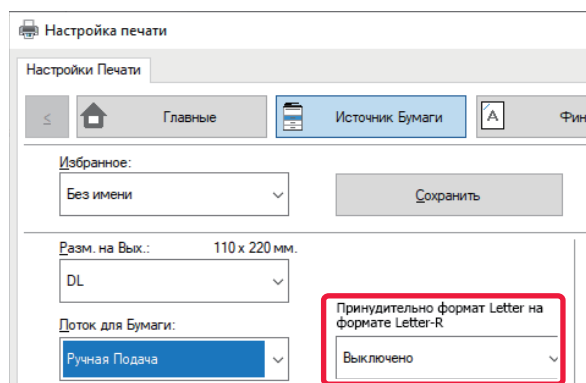 Настройка печати
Настройки Печати
≤ Главные Источник Бумаги A Фин
Избранное:
Без имени Сохранить
Разм. на Вых.: 110 x 220 мм.
DL
Лоток для Бумаги:
Ручная Подача
Принудительно формат Letter на
формате Letter-R
Выключено